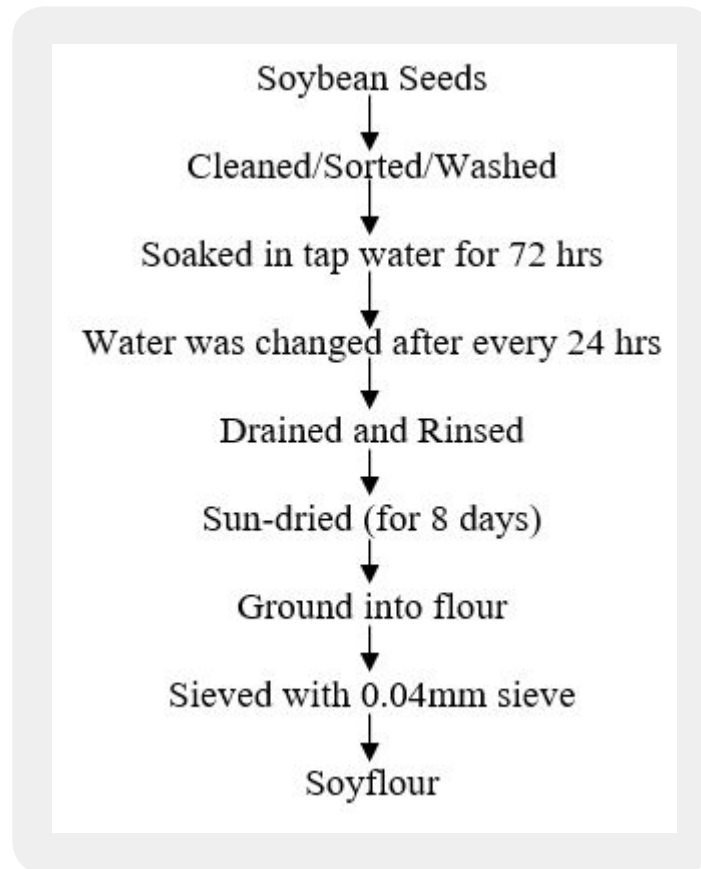 Soybean Seeds
Cleaned/Sorted/Washed
Soaked in tap water for 72 hrs
Water was changed after every 24 hrs
Drained and Rinsed
Sun-dried (for 8 days)
Ground into flour
Sieved with 0.04mm sieve
Soyflour